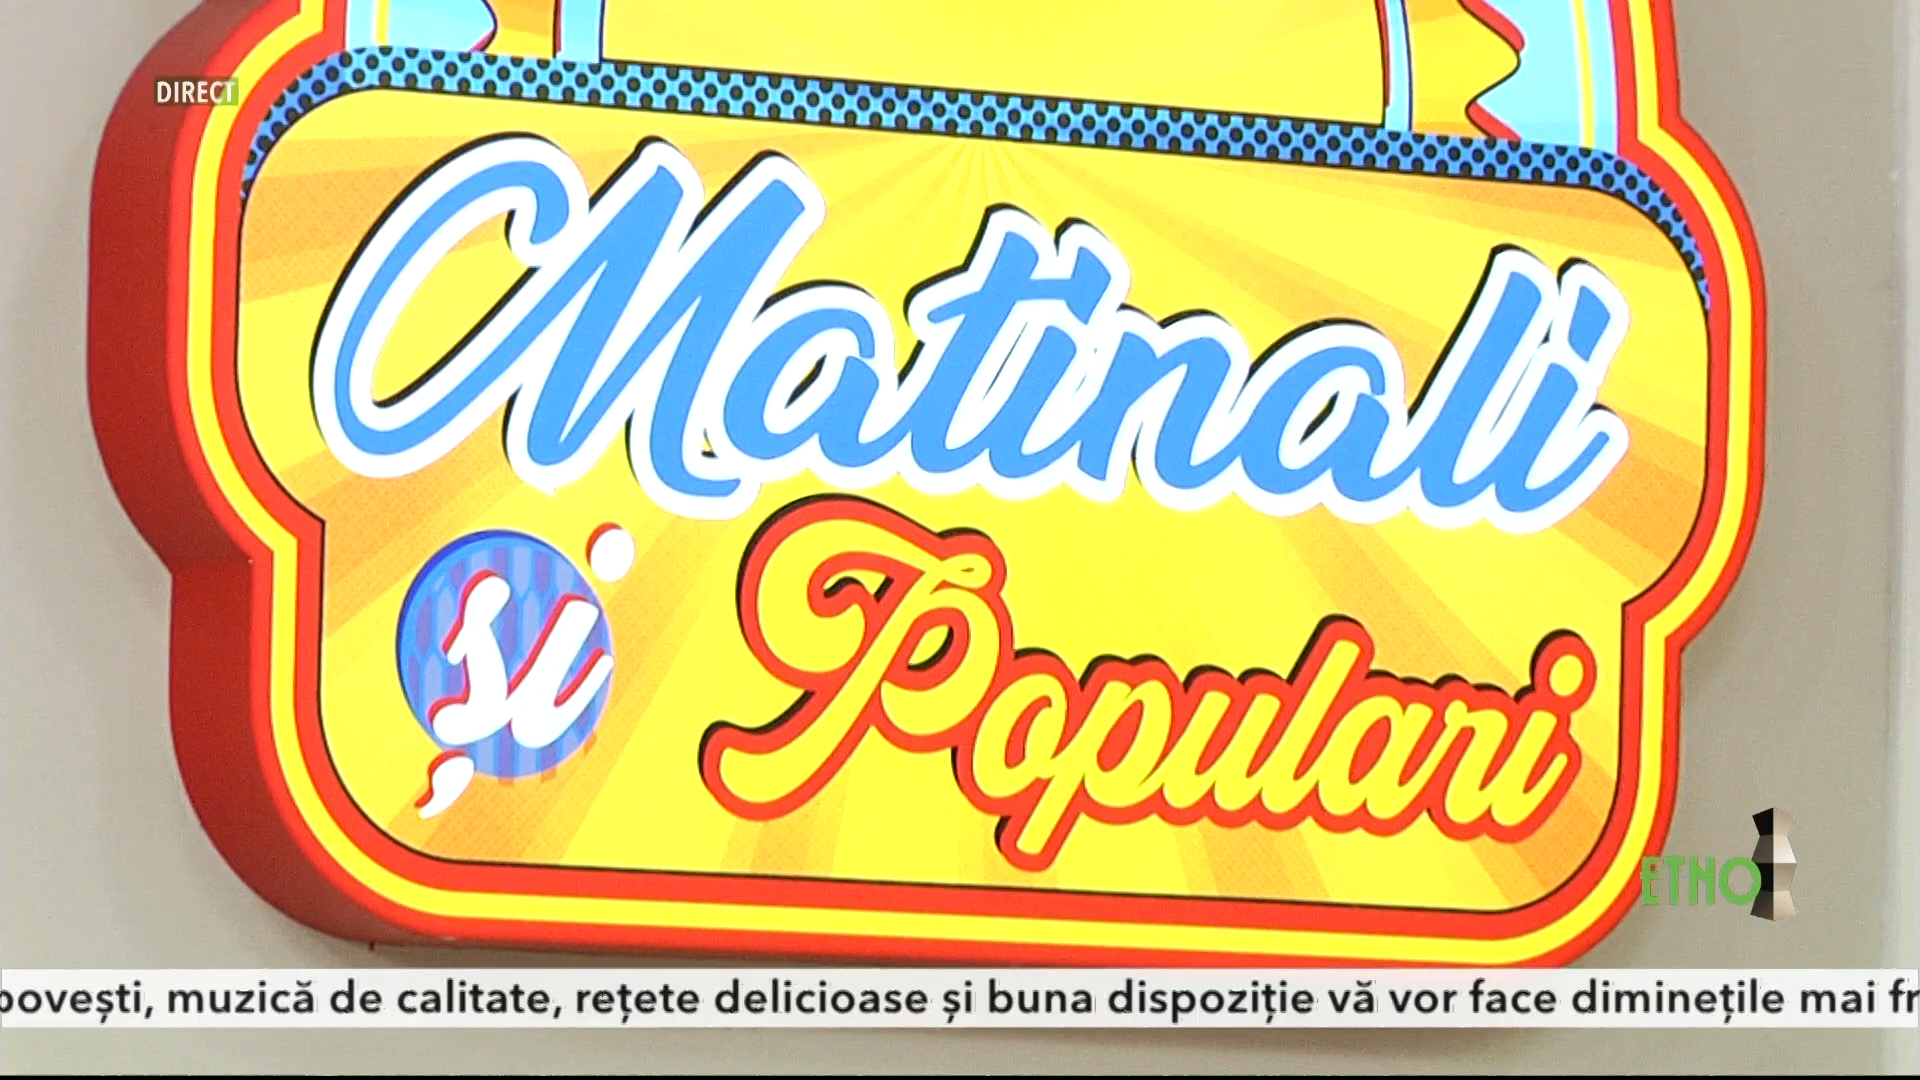 DIRECT
Matinali
și Populari
ETNO
povești, muzică de calitate, rețete delicioase și buna dispoziție vă vor face diminețile mai fr